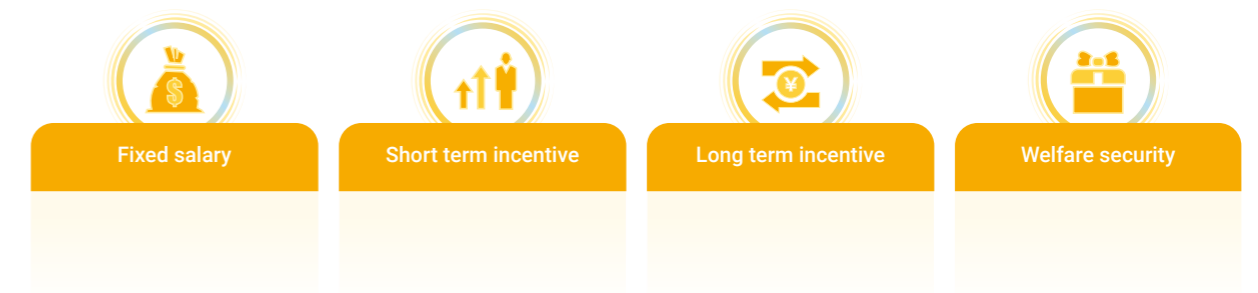 $
¥
Fixed salary
Short term incentive
Long term incentive
Welfare security